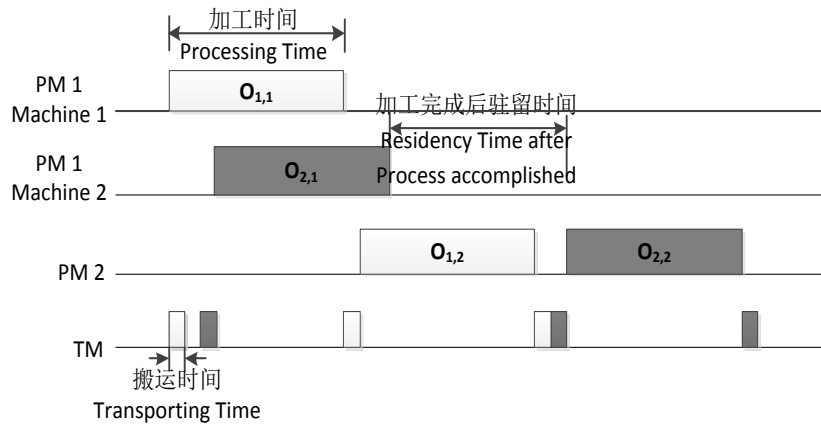 加工时间
Processing Time
PM 1
Machine 1
O1,1
加工完成后驻留时间
Residency Time after
Process accomplished
PM 1
Machine 2
O2,1
PM 2
O1,2
O2,2
TM
搬运时间
Transporting Time